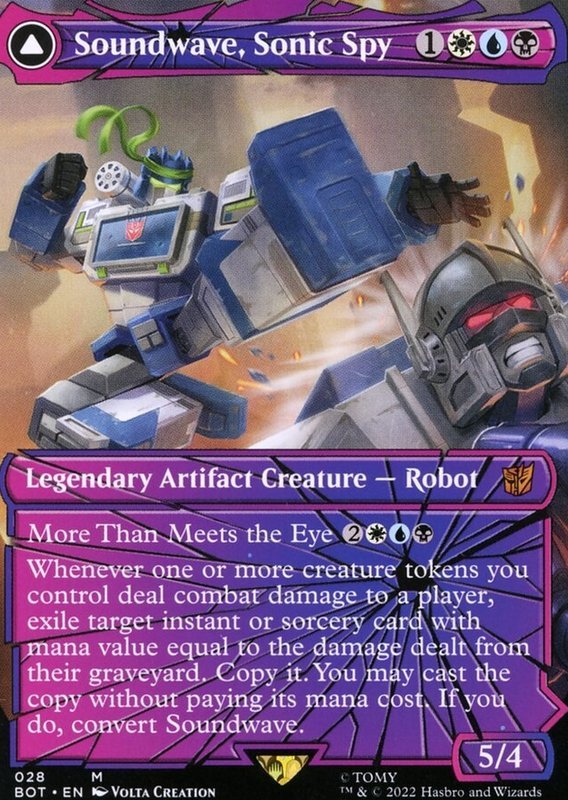 Soundwave, Sonic Spy 1
Legendary Artifact Creature — Robot
More Than Meets the Eye 2
Whenever one or more creature tokens you
control deal combat damage to a player,
exile target instant or sorcery card with
mana value equal to the damage dealt from
their graveyard. Copy it. You may cast the
copy without paying its mana cost. If you
do, convert Soundwave.
5/4
028 M
BOT • EN Volta Creation
© TOMY
™ & © 2022 Hasbro and Wizards